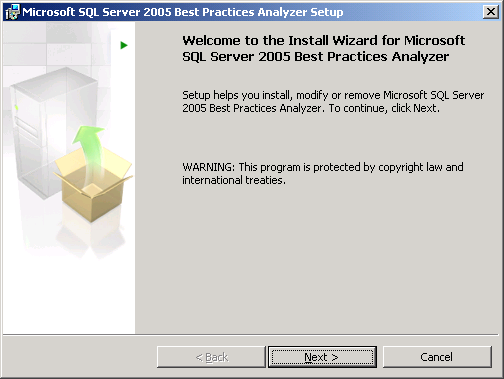 Microsoft SQL Server 2005 Best Practices Analyzer Setup
Welcome to the Install Wizard for Microsoft
SQL Server 2005 Best Practices Analyzer
Setup helps you install, modify or remove Microsoft SQL Server
2005 Best Practices Analyzer. To continue, click Next.
WARNING: This program is protected by copyright law and
international treaties.
< Back
Next >
Cancel